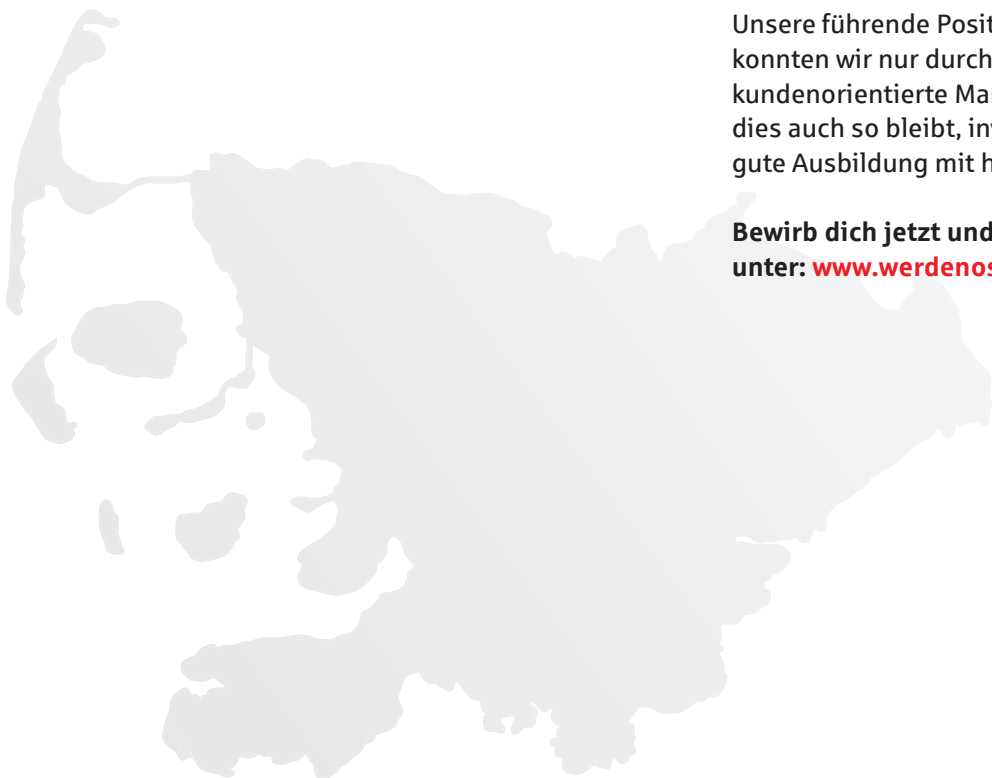 Unsere führende Posit
konnten wir nur durch
kundenorientierte Ma
dies auch so bleibt, in
gute Ausbildung mit h
Bewirb dich jetzt und
unter: www.werdenos